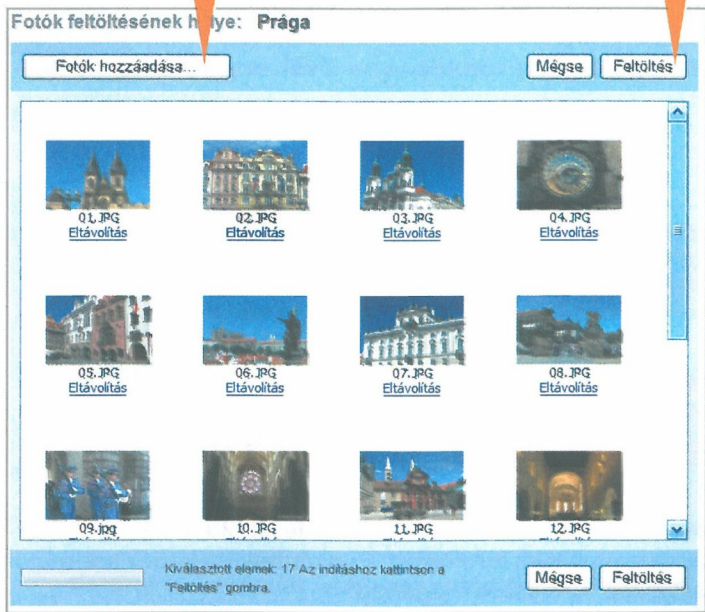 Fotók feltöltésének helye: Prága
Fotók hozzáadása...
Mégse
Feltöltés
01.JPG
Eltávolítás
02.JPG
Eltávolítás
03.JPG
Eltávolítás
04.JPG
Eltávolítás
05.JPG
Eltávolítás
06.JPG
Eltávolítás
07.JPG
Eltávolítás
08.JPG
Eltávolítás
09.jpg
10.JPG
11.JPG
12.JPG
Kiválasztott elemek: 17 Az indításhoz kattintson a
"Feltöltés" gombra.
Mégse
Feltöltés